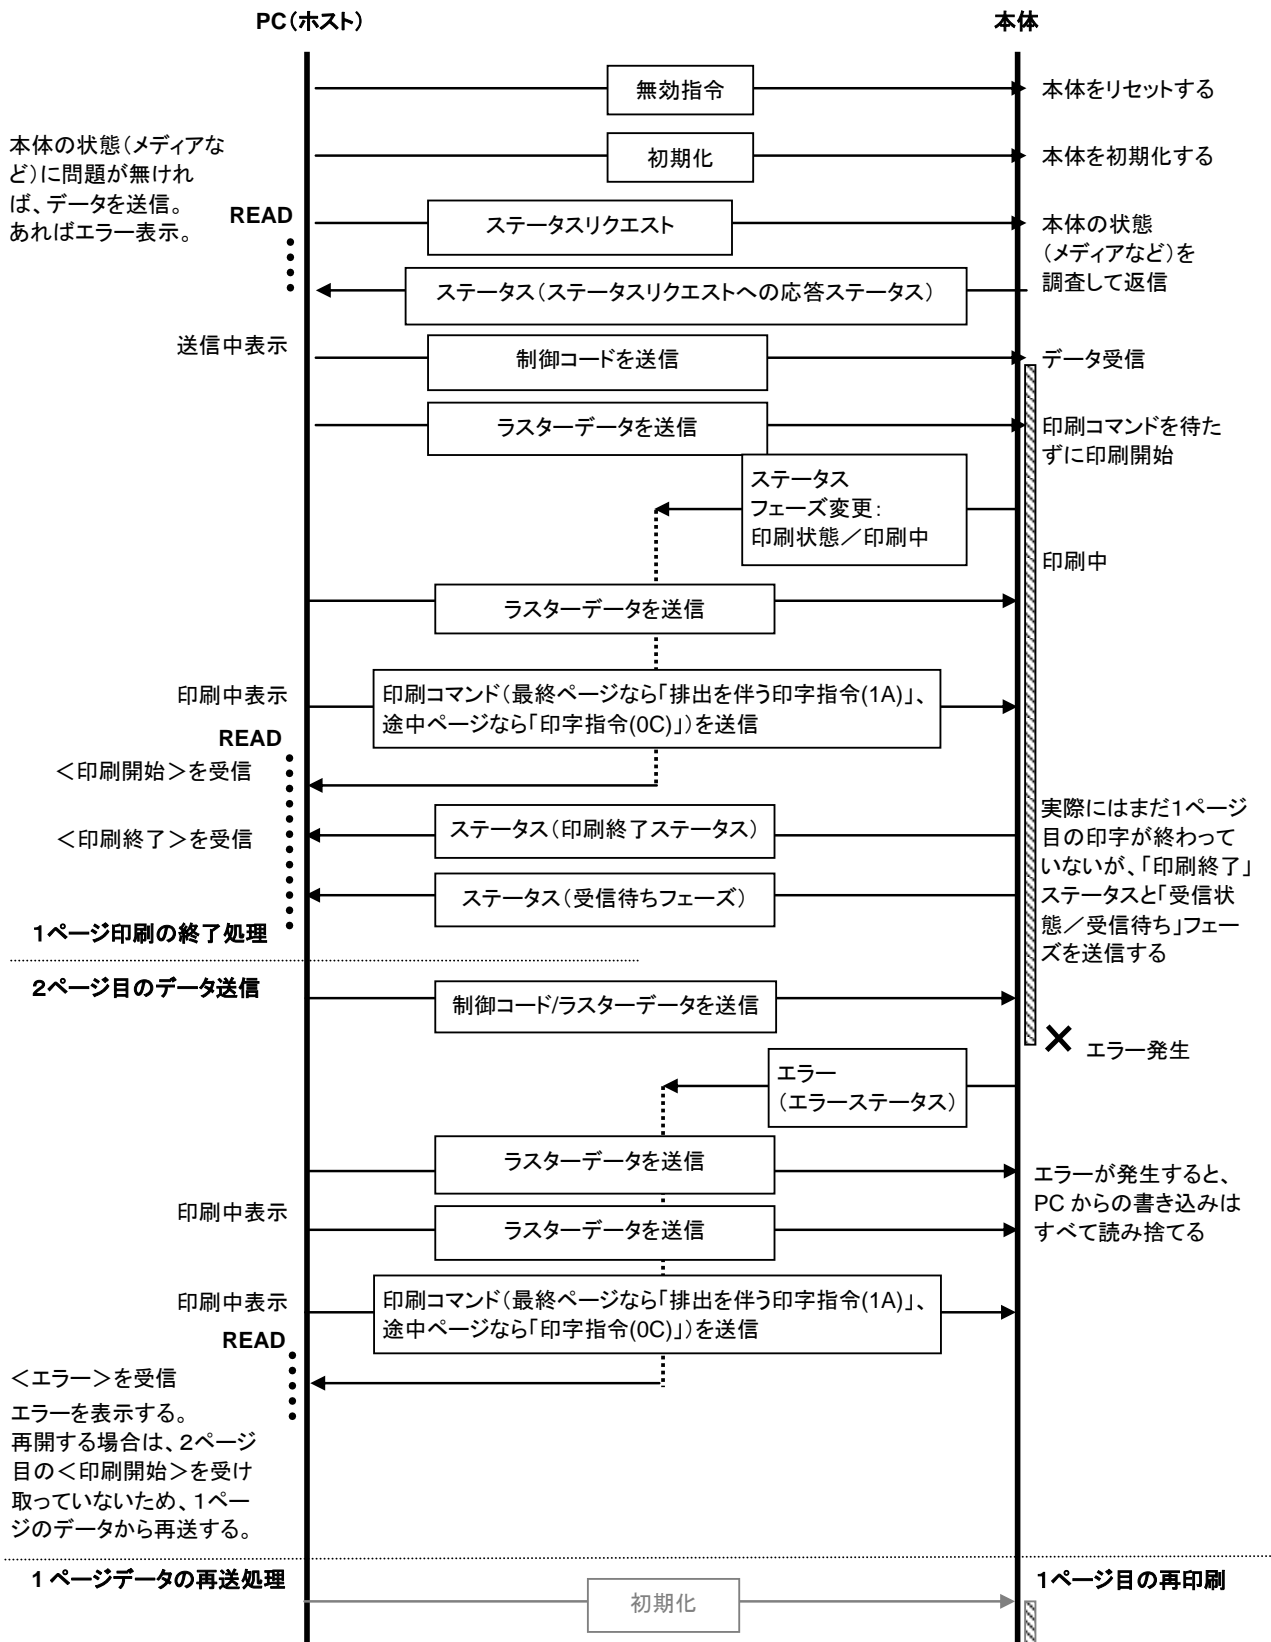 PC（ホスト）
本体
無効指令
本体をリセットする
本体の状態（メディアな
ど）に問題が無けれ
ば、データを送信。
あればエラー表示。
初期化
本体を初期化する
READ
ステータスリクエスト
本体の状態
（メディアなど）を
調査して返信
ステータス（ステータスリクエストへの応答ステータス）
送信中表示
制御コードを送信
データ受信
ラスターデータを送信
印刷コマンドを待た
ずに印刷開始
ステータス
フェーズ変更：
印刷状態／印刷中
印刷中
ラスターデータを送信
印刷中表示
印刷コマンド（最終ページなら「排出を伴う印字指令(1A)」、
途中ページなら「印字指令(0C)」）を送信
READ
＜印刷開始＞を受信
＜印刷終了＞を受信
ステータス（印刷終了ステータス）
ステータス（受信待ちフェーズ）
実際にはまだ１ページ
目の印字が終わって
いないが、「印刷終了」
ステータスと「受信状
態／受信待ち」フェー
ズを送信する
１ページ印刷の終了処理
２ページ目のデータ送信
制御コード/ラスターデータを送信
エラー発生
エラー
（エラーステータス）
ラスターデータを送信
エラーが発生すると、
PC からの書き込みは
すべて読み捨てる
印刷中表示
ラスターデータを送信
印刷中表示
印刷コマンド（最終ページなら「排出を伴う印字指令(1A)」、
途中ページなら「印字指令(0C)」）を送信
READ
＜エラー＞を受信
エラーを表示する。
再開する場合は、２ページ
目の＜印刷開始＞を受け
取っていないため、１ペー
ジのデータから再送する。
1 ページデータの再送処理
１ページ目の再印刷
初期化